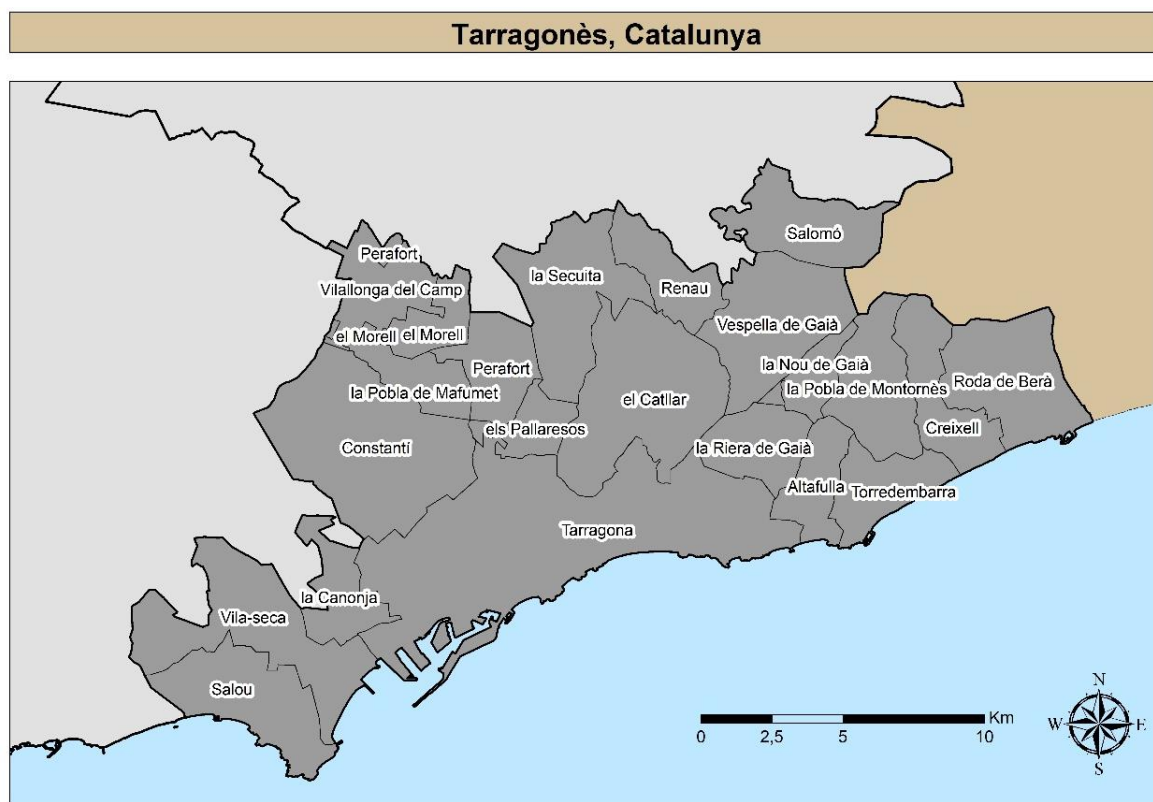 Tarragonès, Catalunya
Salomó
Perafort
la Secuita
Renau
Vilallonga del Camp
Vespella de Gaià
el Morell
el Morell
la Nou de Gaià
Perafort
Roda de Berà
la Pobla de Mafumet
la Pobla de Montornès
el Catllar
els Pallaresos
Creixell
Constantí
la Riera de Gaià
Altafulla
Torredembarra
Tarragona
la Canonja
Vila-seca
Salou
N
W
E
S
Km
0
2,5
5
10